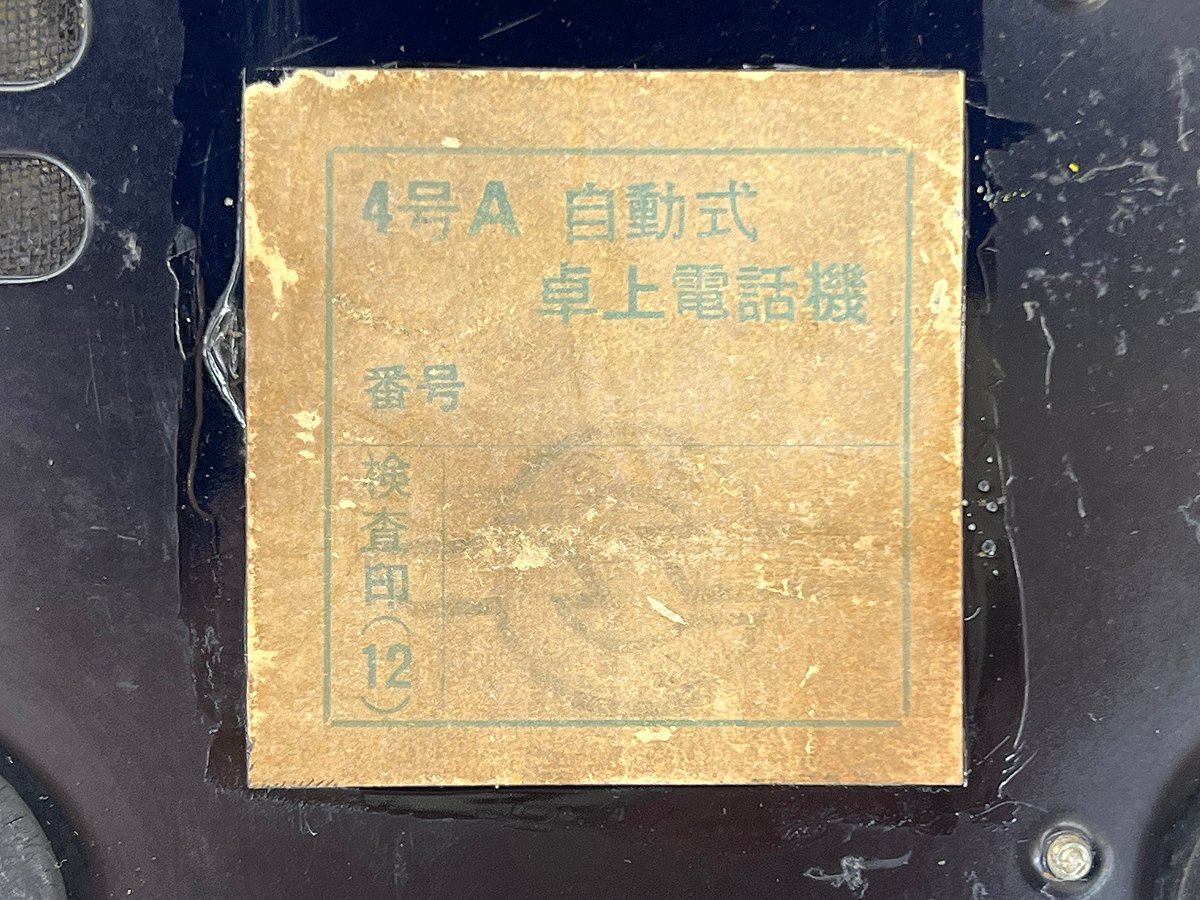 4号A 自動式
卓上電話機
番号
検査印(12)